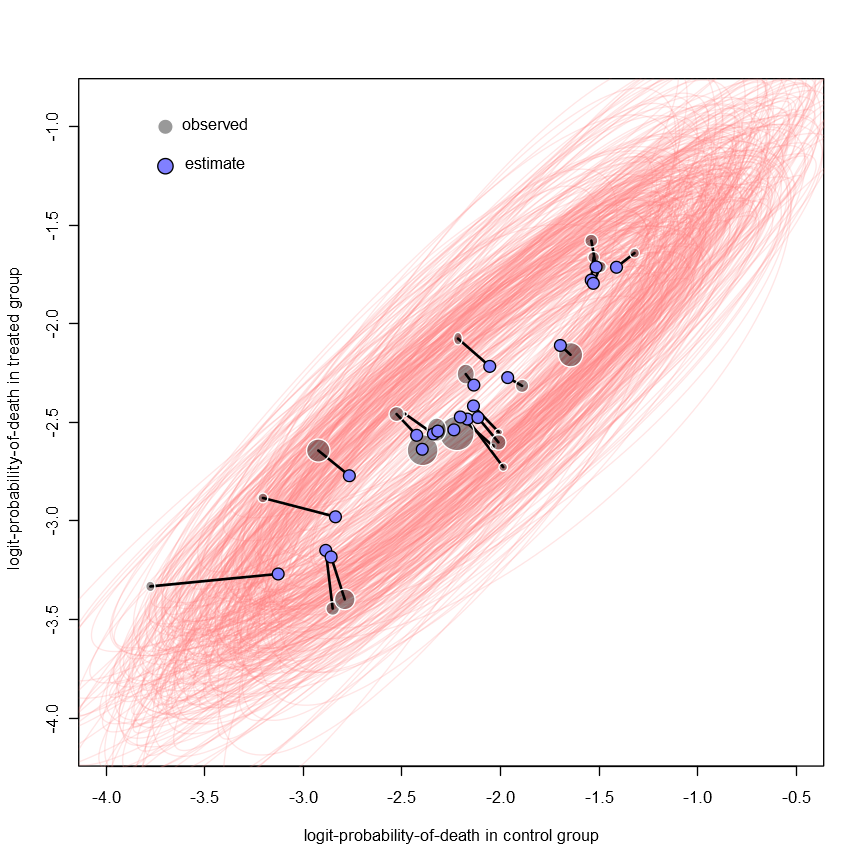 observed
estimate
logit-probability-of-death in treated group
-1.0
-1.5
-2.0
-2.5
-3.0
-3.5
-4.0
-4.0 -3.5 -3.0 -2.5 -2.0 -1.5 -1.0 -0.5
logit-probability-of-death in control group